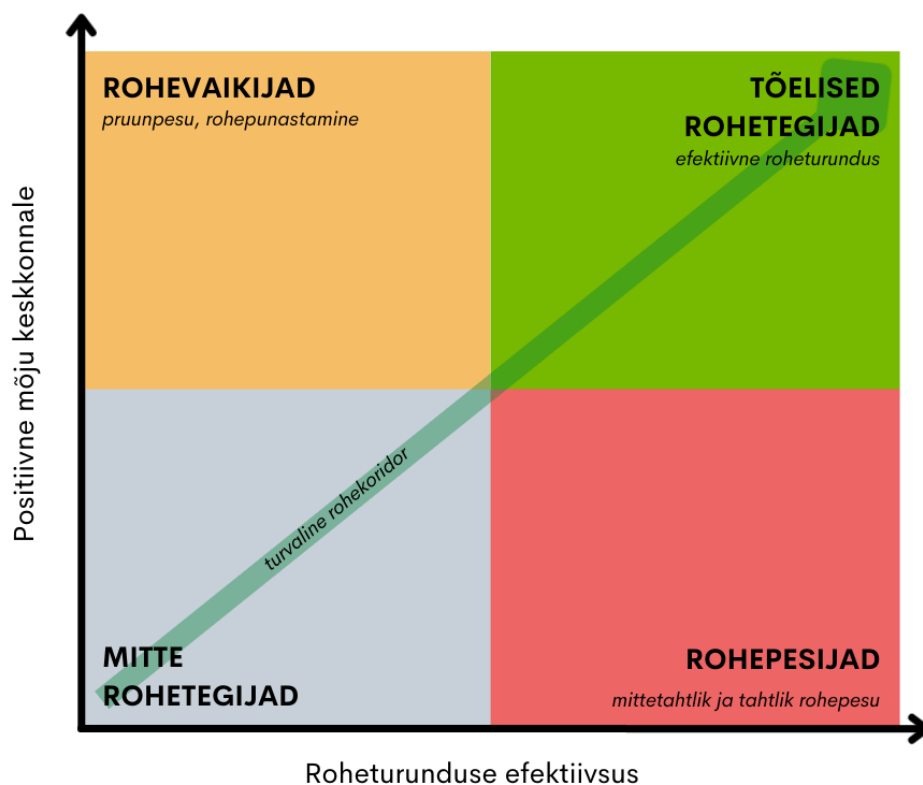 ROHEVAIKIJAD
pruunpesu, rohepunastamine
TÕELISED
ROHETEGIJAD
efektiivne roheturundus
Positiivne mõju keskkonnale
turvaline rohekoridor
MITTE
ROHETEGIJAD
ROHEPESIJAD
mittetahtlik ja tahtlik rohepesu
Roheturunduse efektiivsus